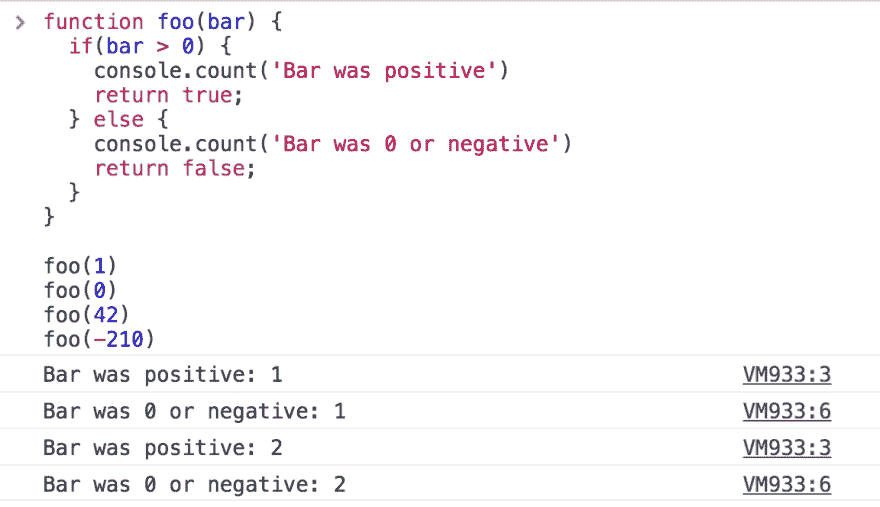 > function foo(bar) {
  if(bar > 0) {
    console.count('Bar was positive')
    return true;
  } else {
    console.count('Bar was 0 or negative')
    return false;
  }
}

foo(1)
foo(0)
foo(42)
foo(-210)
Bar was positive: 1 VM933:3
Bar was 0 or negative: 1 VM933:6
Bar was positive: 2 VM933:3
Bar was 0 or negative: 2 VM933:6